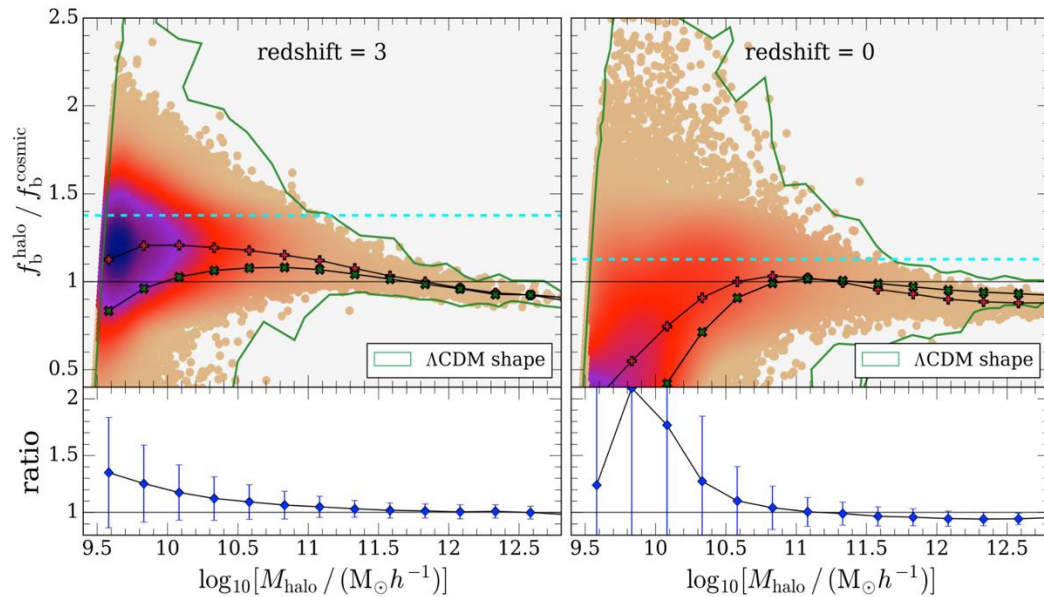 redshift = 3
redshift = 0
2.5
2
1.5
1
0.5
f_b^halo / f_b^cosmic
ΛCDM shape
ΛCDM shape
2
1.5
1
ratio
9.5 10 10.5 11 11.5 12 12.5
9.5 10 10.5 11 11.5 12 12.5
log₁₀[M_halo / (M_⊙ h⁻¹)]
log₁₀[M_halo / (M_⊙ h⁻¹)]